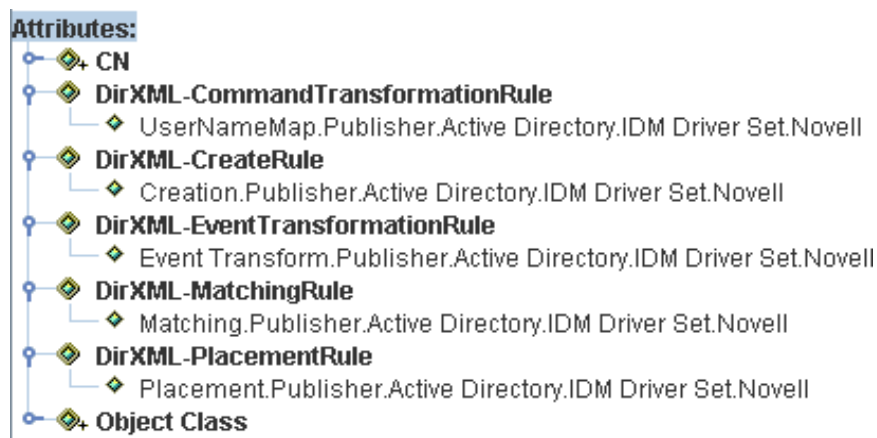 Attributes:
CN
DirXML-CommandTransformationRule
UserNameMap.Publisher.Active Directory.IDM Driver Set.Novell
DirXML-CreateRule
Creation.Publisher.Active Directory.IDM Driver Set.Novell
DirXML-EventTransformationRule
Event Transform.Publisher.Active Directory.IDM Driver Set.Novell
DirXML-MatchingRule
Matching.Publisher.Active Directory.IDM Driver Set.Novell
DirXML-PlacementRule
Placement.Publisher.Active Directory.IDM Driver Set.Novell
Object Class